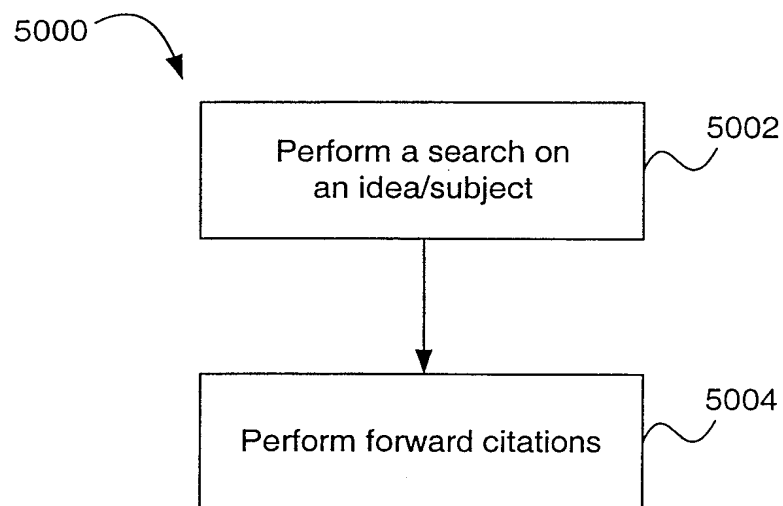 5000
5002
Perform a search on
an idea/subject
5004
Perform forward citations